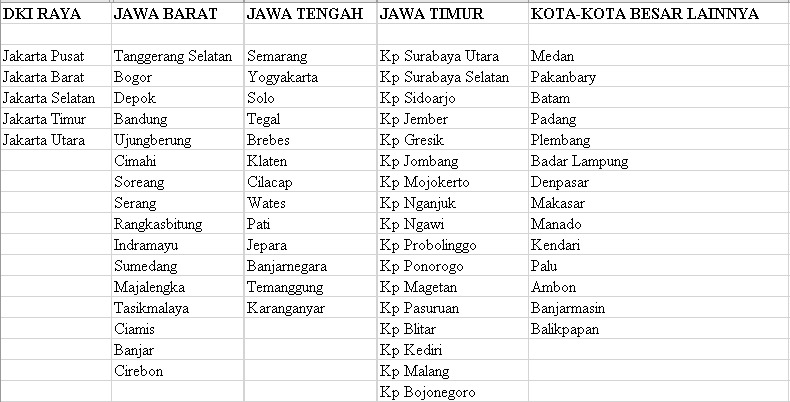 DKI RAYA JAWA BARAT JAWA TENGAH JAWA TIMUR KOTA-KOTA BESAR LAINNYA
Jakarta Pusat Tanggerang Selatan Semarang Kp Surabaya Utara Medan
Jakarta Barat Bogor Yogyakarta Kp Surabaya Selatan Pakanbary
Jakarta Selatan Depok Solo Kp Sidoarjo Batam
Jakarta Timur Bandung Tegal Kp Jember Padang
Jakarta Utara Ujungberung Brebes Kp Gresik Plembang
Cimahi Klaten Kp Jombang Badar Lampung
Soreang Cilacap Kp Mojokerto Denpasar
Serang Wates Kp Nganjuk Makasar
Rangkasbitung Pati Kp Ngawi Manado
Indramayu Jepara Kp Probolinggo Kendari
Sumedang Banjarnegara Kp Ponorogo Palu
Majalengka Temanggung Kp Magetan Ambon
Tasikmalaya Karanganyar Kp Pasuruan Banjarmasin
Ciamis Kp Blitar Balikpapan
Banjar Kp Kediri
Cirebon Kp Malang
Kp Bojonegoro